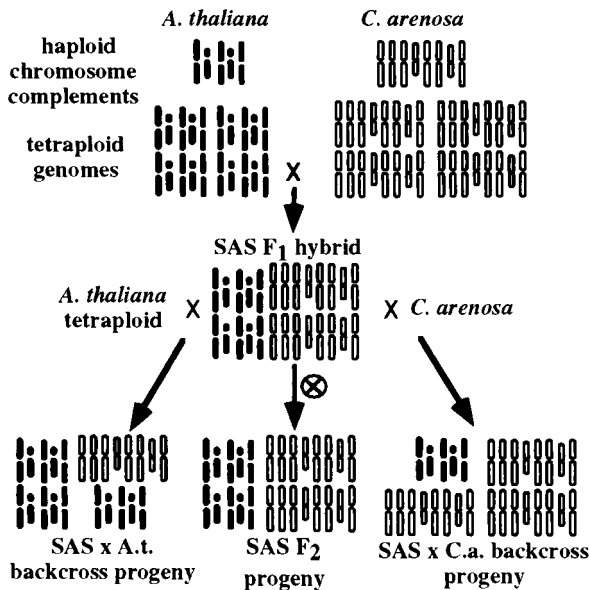 A. thaliana
C. arenosa
haploid
chromosome
complements
tetraploid
genomes
X
SAS F1 hybrid
A. thaliana
tetraploid
X
X C. arenosa
SAS x A.t.
backcross progeny
SAS F2
progeny
SAS x C.a. backcross
progeny